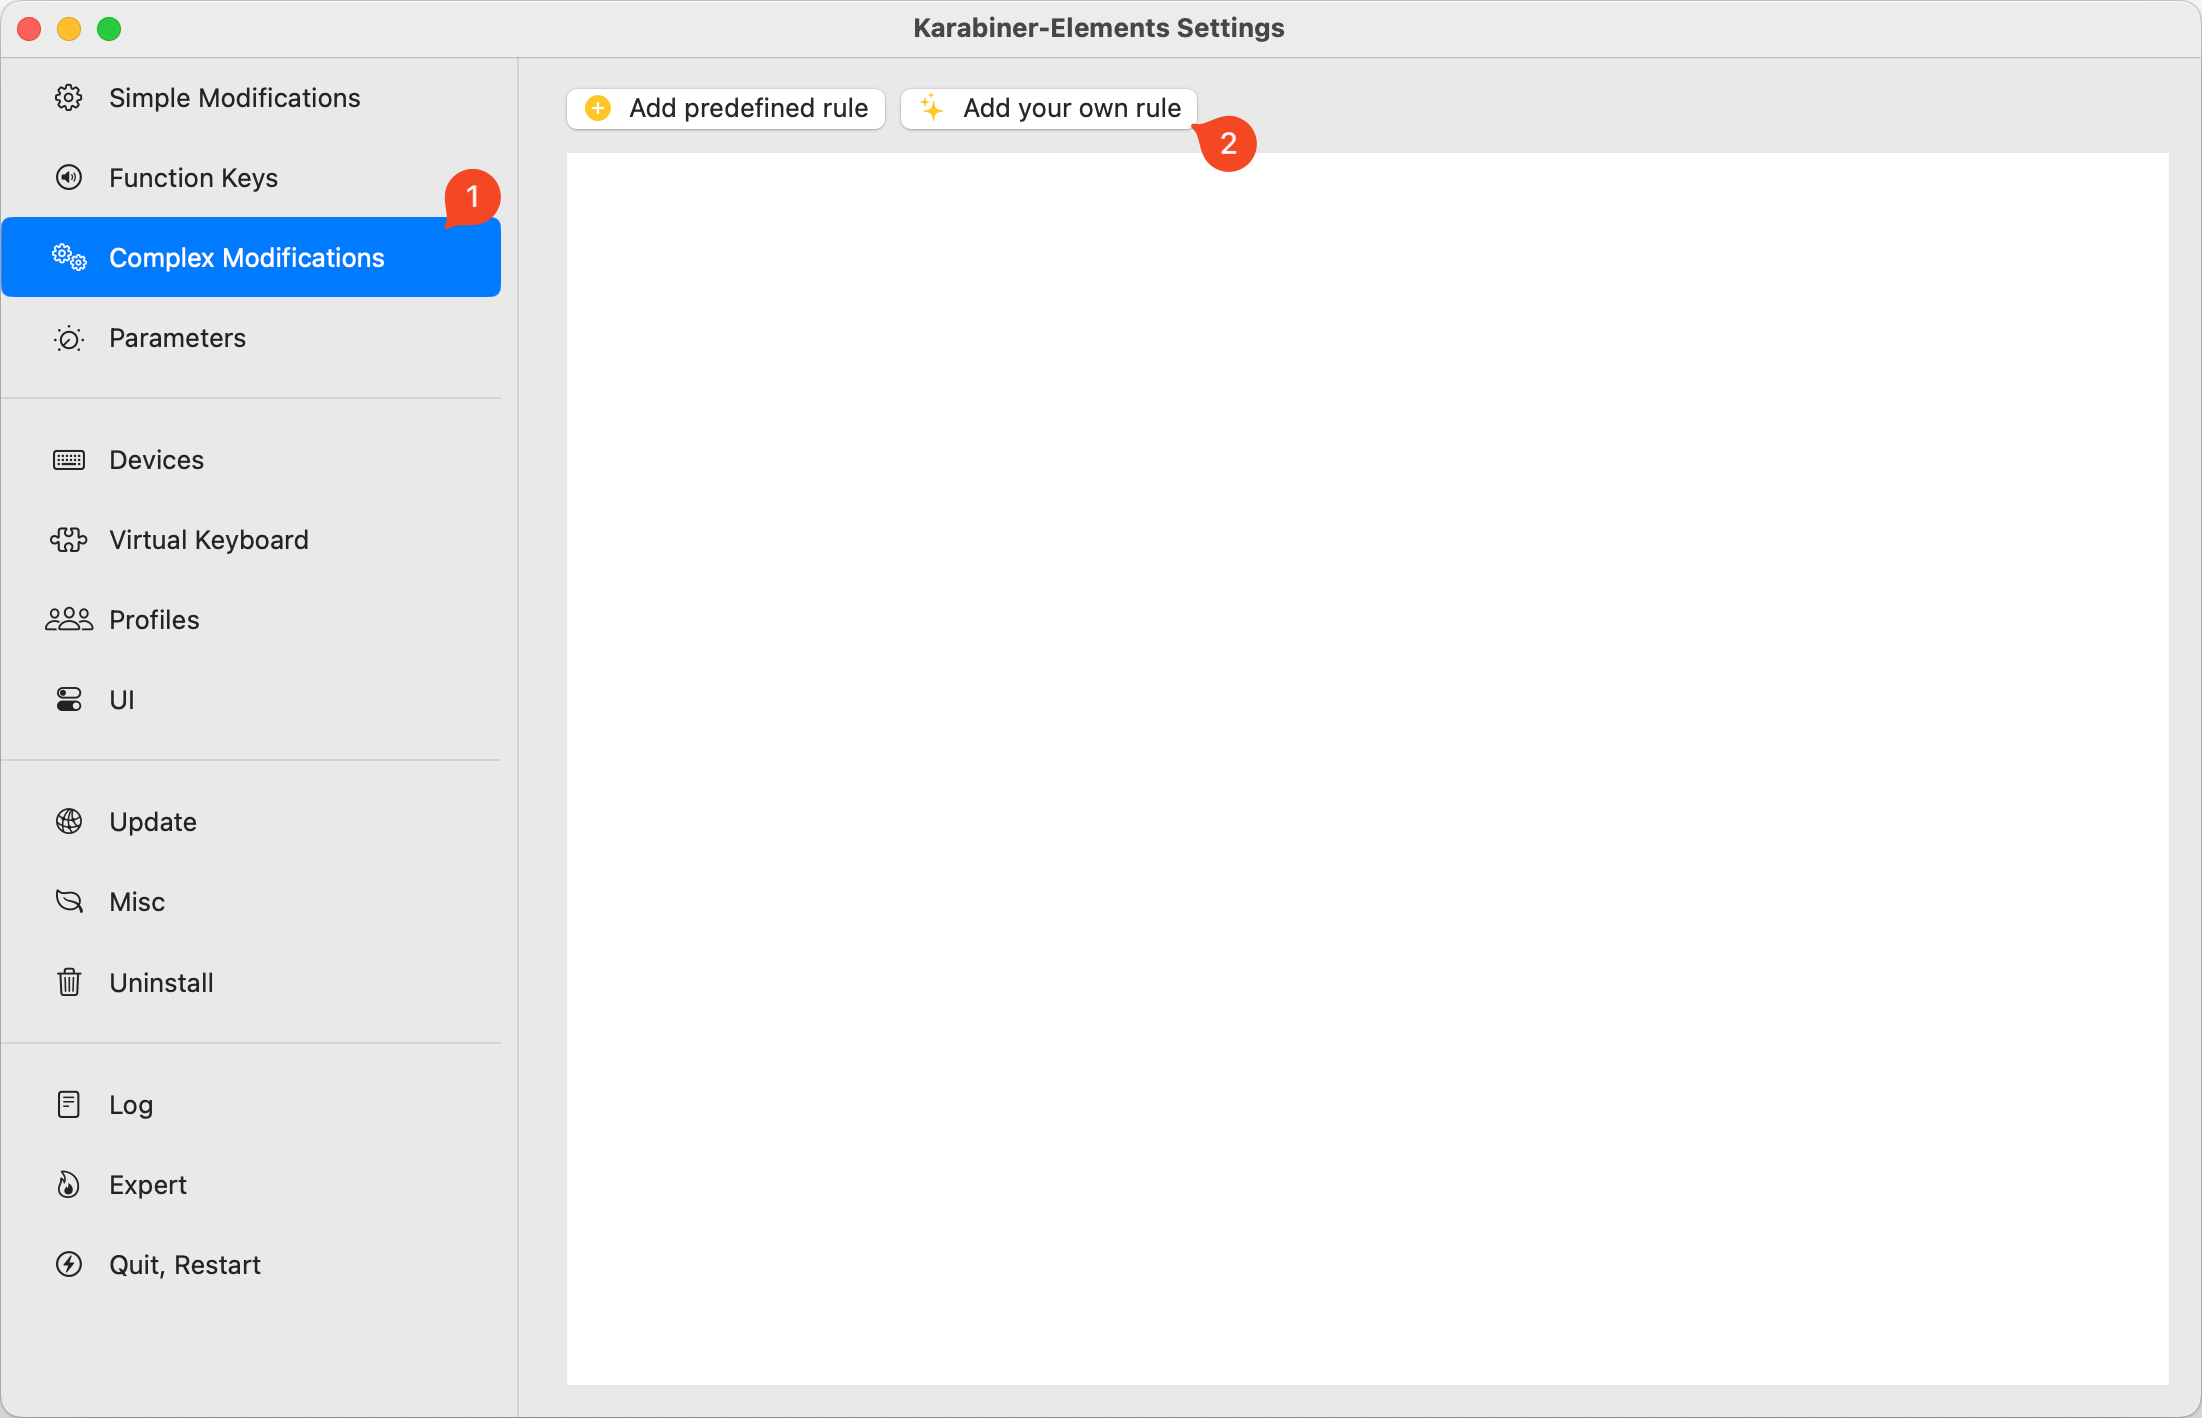 Karabiner-Elements Settings
Simple Modifications
Function Keys
1
Complex Modifications
Parameters
Devices
Virtual Keyboard
Profiles
UI
Update
Misc
Uninstall
Log
Expert
Quit, Restart
Add predefined rule
Add your own rule
2